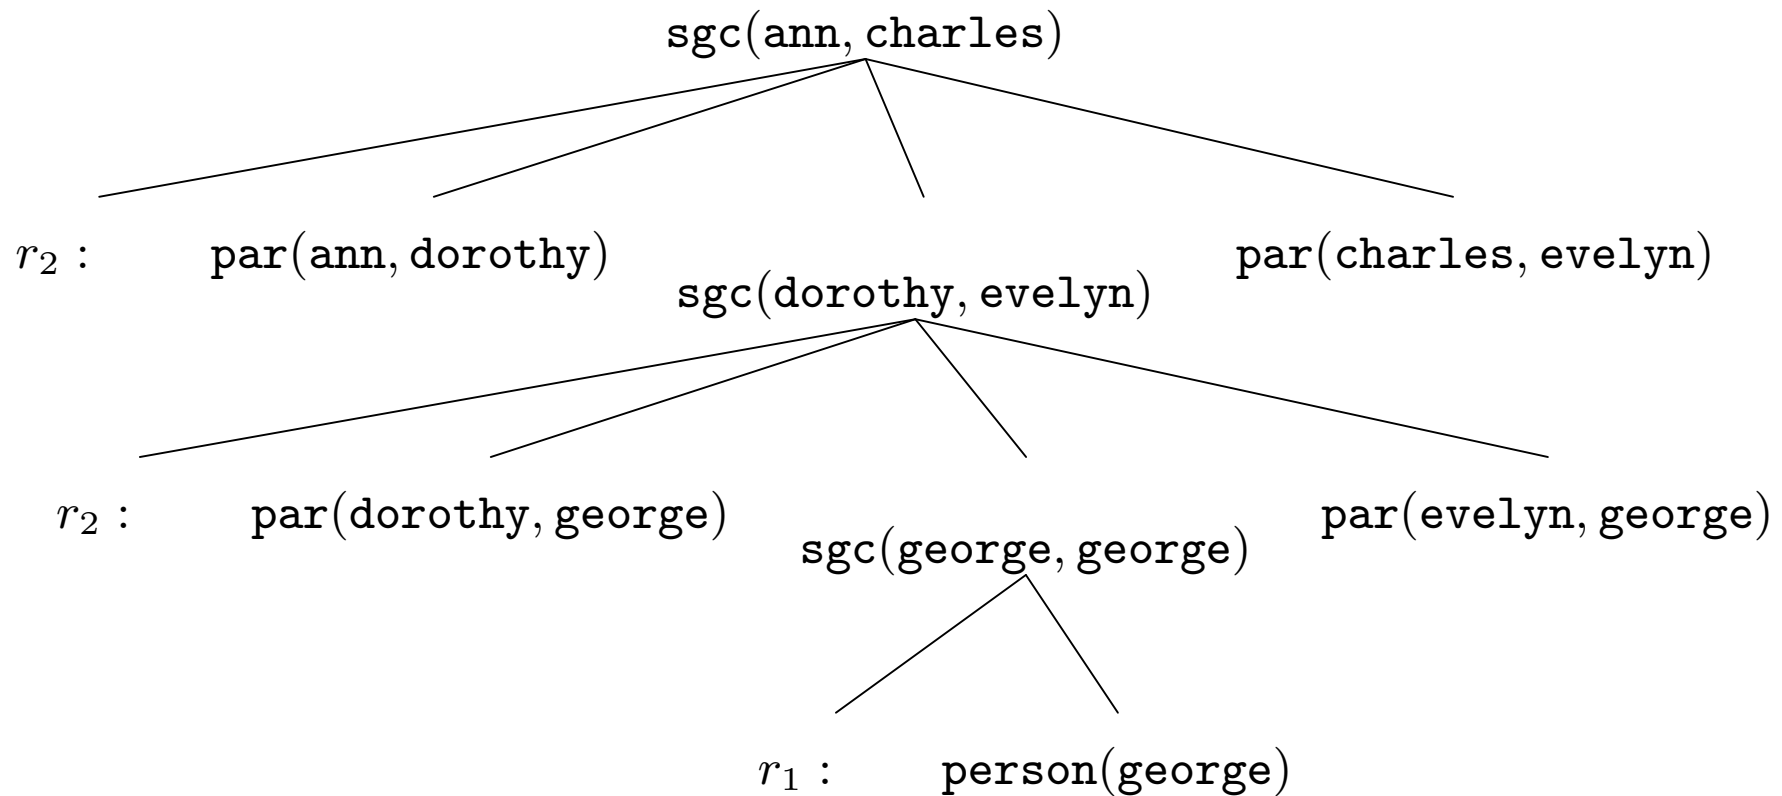 sgc(ann, charles)
r₂ : par(ann, dorothy) par(charles, evelyn)
sgc(dorothy, evelyn)
r₂ : par(dorothy, george) par(evelyn, george)
sgc(george, george)
r₁ : person(george)